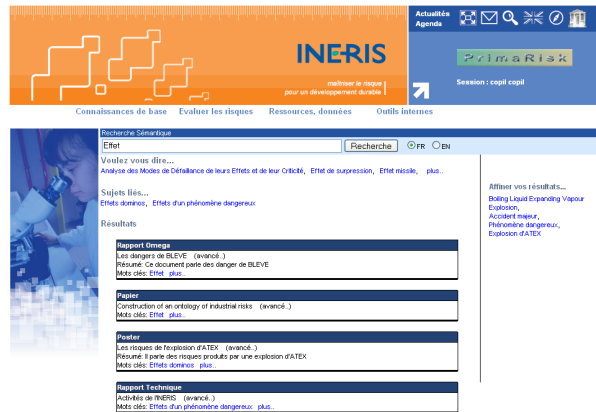 Actualités
Agenda
INERIS
maîtriser le risque
pour un développement durable
PrimaRisk
Session : copil copil
Connaissances de base Evaluer les risques Ressources, données Outils internes
Recherche Sémantique
Effet Recherche FR EN
Voulez vous dire...
Analyse des Modes de Défaillance de leurs Effets et de leur Criticité, Effet de surpression, Effet missile, plus..
Sujets liés...
Effets dominos, Effets d'un phénomène dangereux
Affiner vos résultats...
Boiling Liquid Expanding Vapour
Explosion,
Accident majeur,
Phénomène dangereux,
Explosion d'ATEX
Résultats
Rapport Omega
Les dangers de BLEVE (avancé..)
Résumé: Ce document parle des danger de BLEVE
Mots clés: Effet plus..
Papier
Construction of an ontology of industrial risks (avancé..)
Mots clés: Effet plus..
Poster
Les risques de l'explosion d'ATEX (avancé..)
Résumé: Il parle des risques produits par une explosion d'ATEX
Mots clés: Effets dominos plus..
Rapport Technique
Activités de l'INERIS (avancé..)
Mots clés: Effets d'un phénomène dangereux plus..